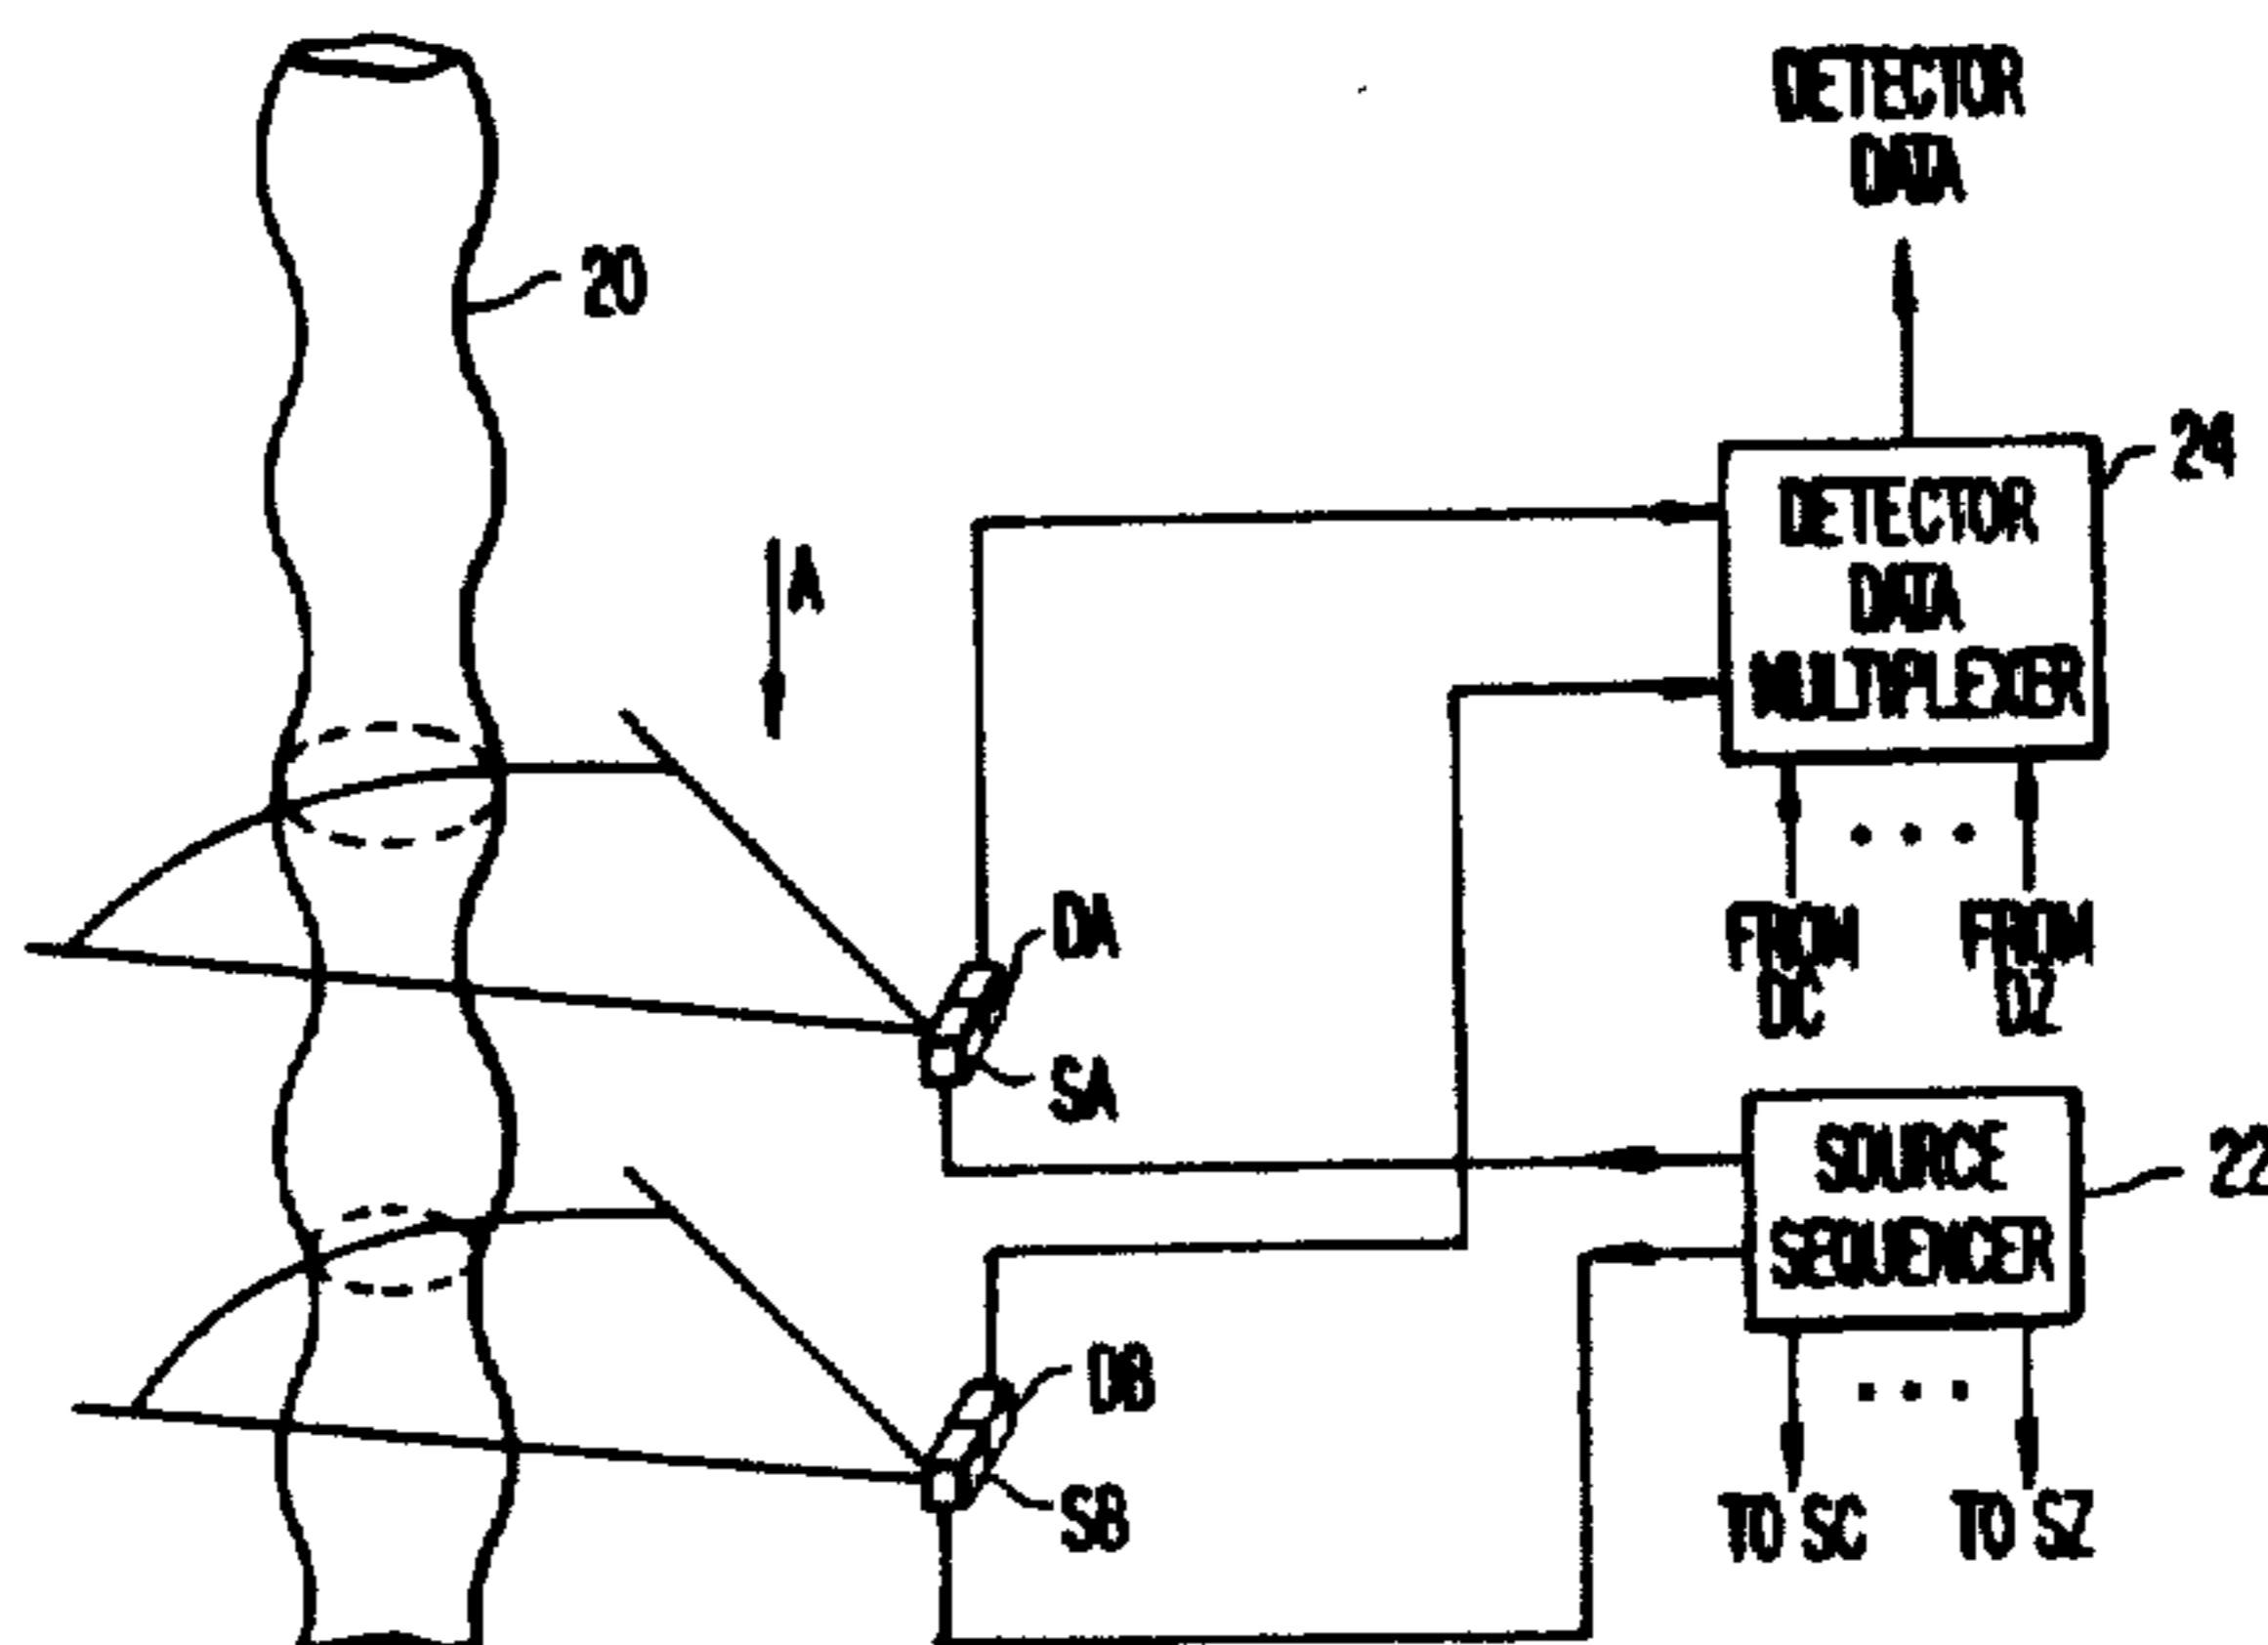 DETECTOR
DATA
20
24
DETECTOR
DATA
MULTIPLEXER
A
DA
FROM
DC
FROM
DZ
SA
SOURCE
SEQUENCER
22
DB
SB
TO SC
TO SZ